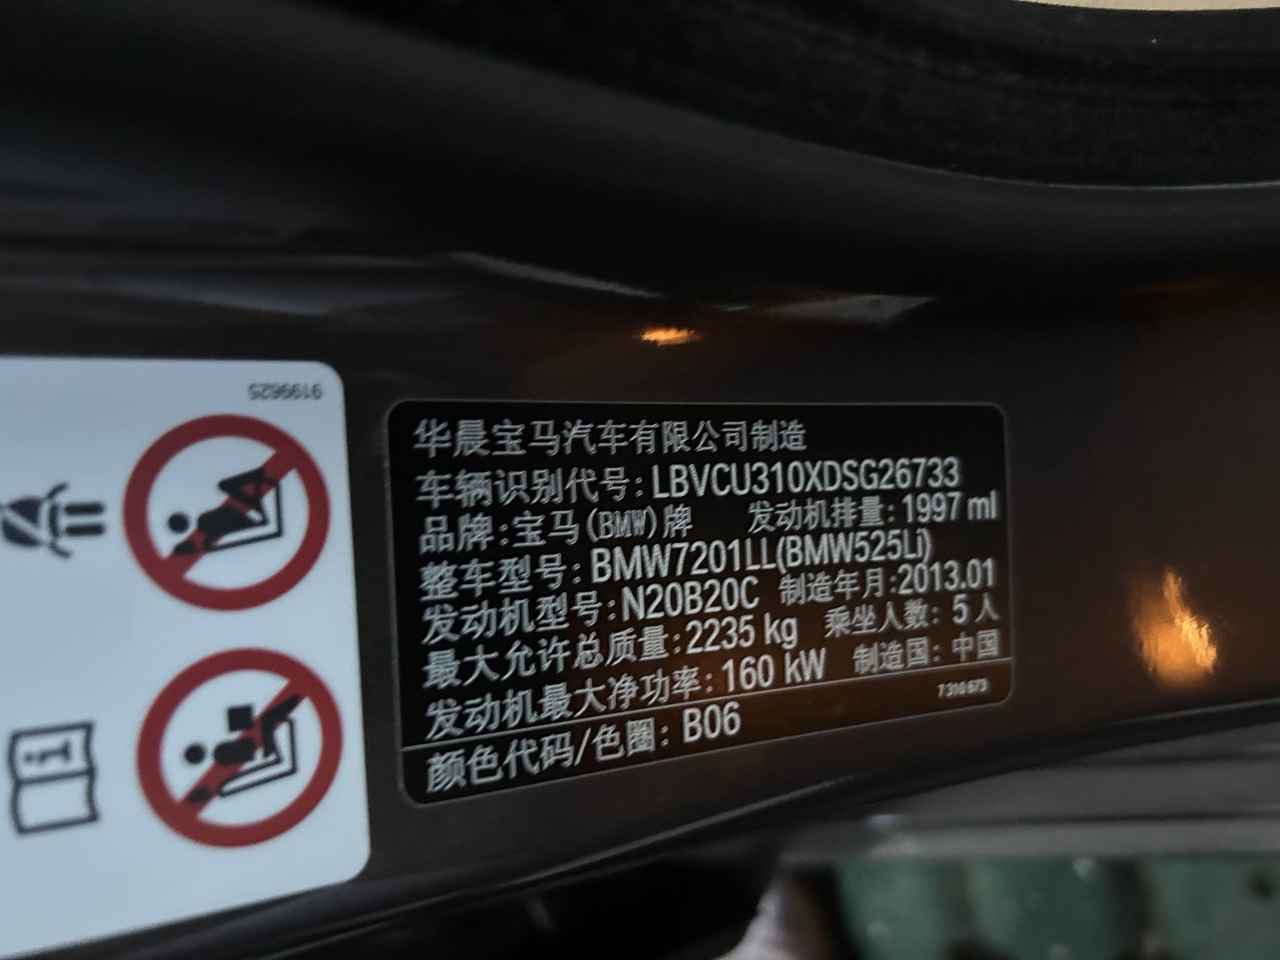 9199625
华晨宝马汽车有限公司制造
车辆识别代号: LBVCU310XDSG26733
品牌: 宝马(BMW)牌 发动机排量: 1997 ml
整车型号: BMW7201LL(BMW525Li)
发动机型号: N20B20C 制造年月: 2013.01
最大允许总质量: 2235 kg 乘坐人数: 5 人
发动机最大净功率: 160 kW 制造国: 中国
7 310 673
颜色代码/色圈: B06